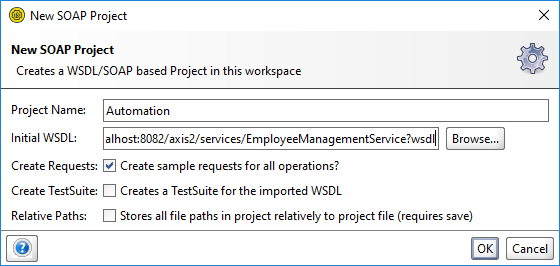 New SOAP Project
New SOAP Project
Creates a WSDL/SOAP based Project in this workspace
Project Name: Automation
Initial WSDL: alhost:8082/axis2/services/EmployeeManagementService?wsdl Browse...
Create Requests: Create sample requests for all operations?
Create TestSuite: Creates a TestSuite for the imported WSDL
Relative Paths: Stores all file paths in project relatively to project file (requires save)
? OK Cancel